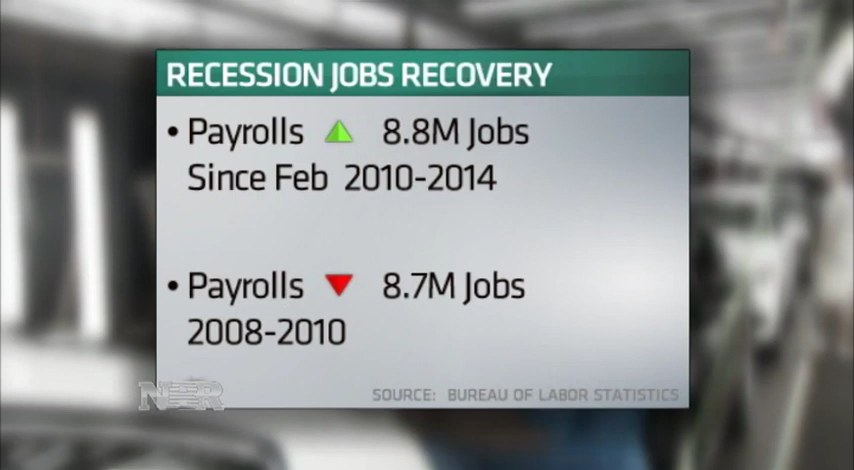 RECESSION JOBS RECOVERY
• Payrolls ▲ 8.8M Jobs
Since Feb 2010-2014
• Payrolls ▼ 8.7M Jobs
2008-2010
NBR
SOURCE: BUREAU OF LABOR STATISTICS